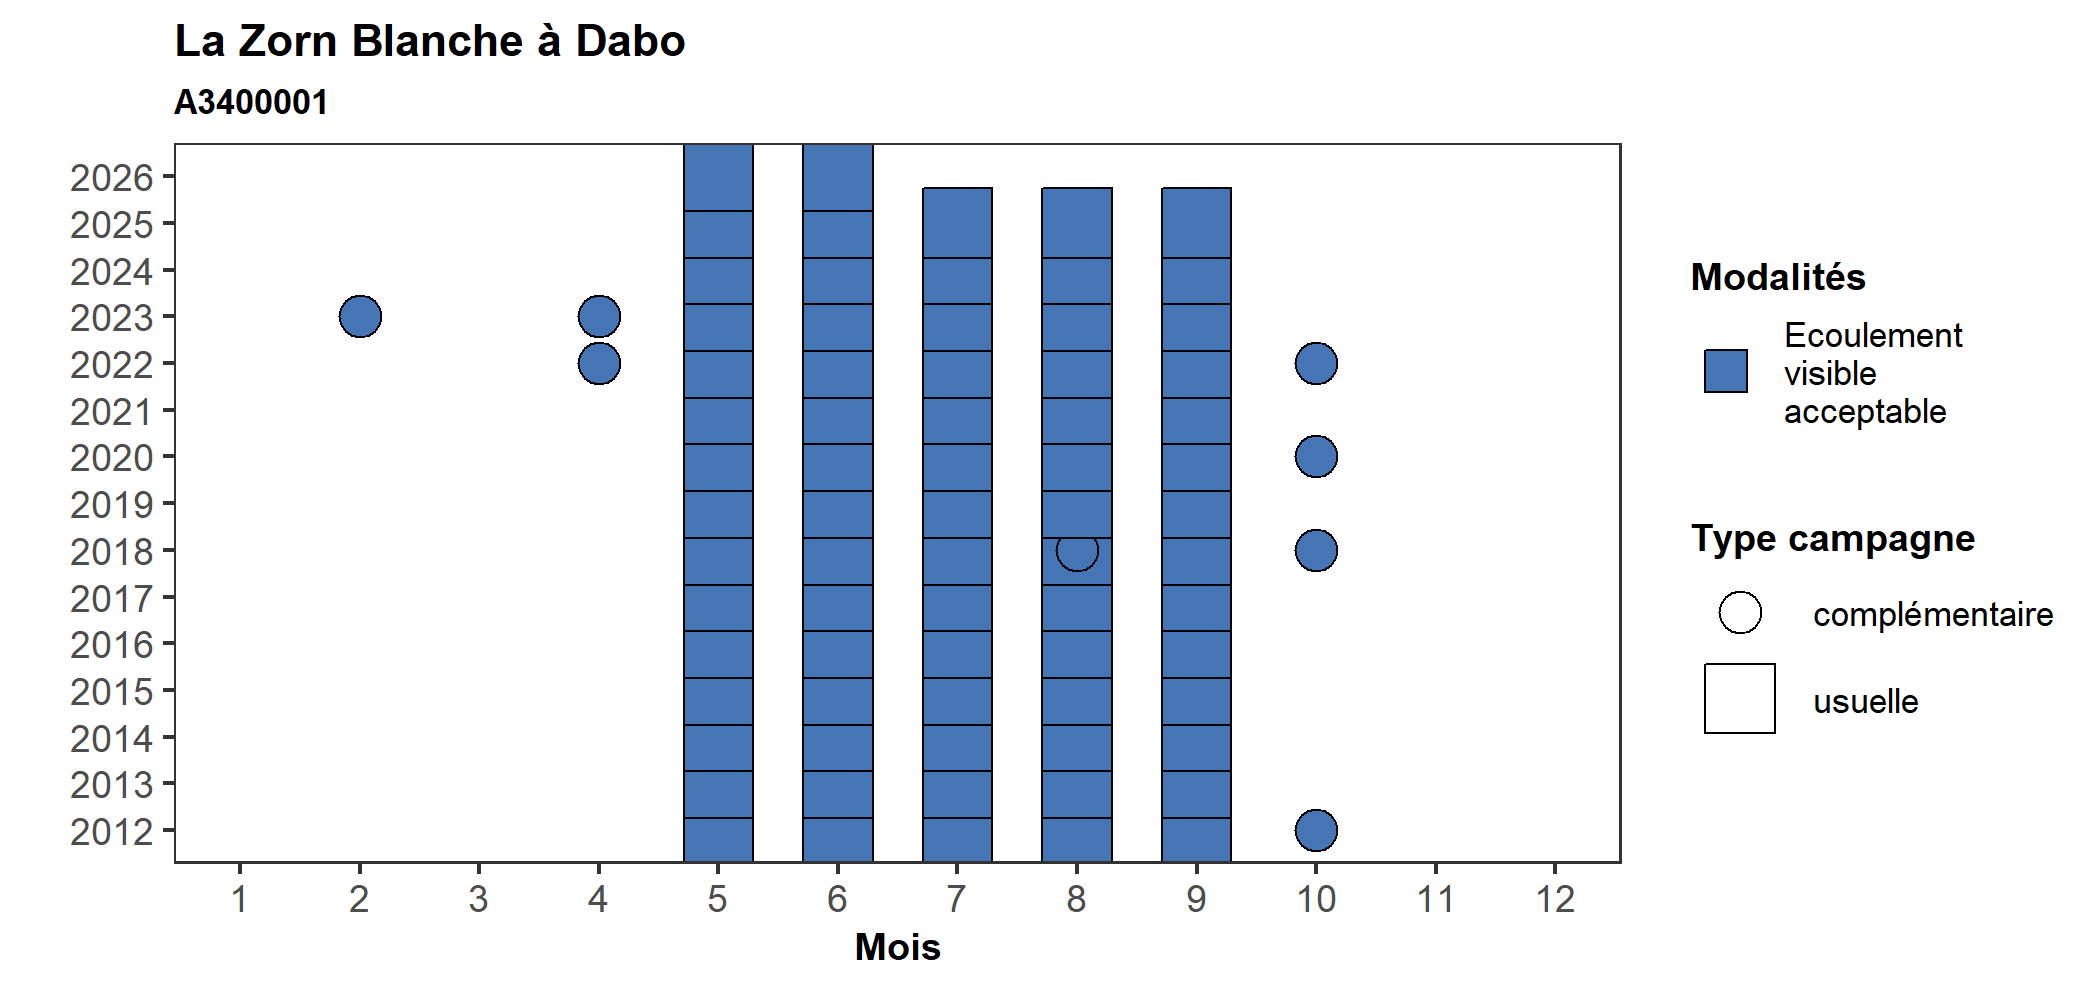 La Zorn Blanche à Dabo
A3400001
2026
2025
2024
2023
2022
2021
2020
2019
2018
2017
2016
2015
2014
2013
2012
1 2 3 4 5 6 7 8 9 10 11 12
Mois
Modalités
Ecoulement
visible
acceptable
Type campagne
complémentaire
usuelle